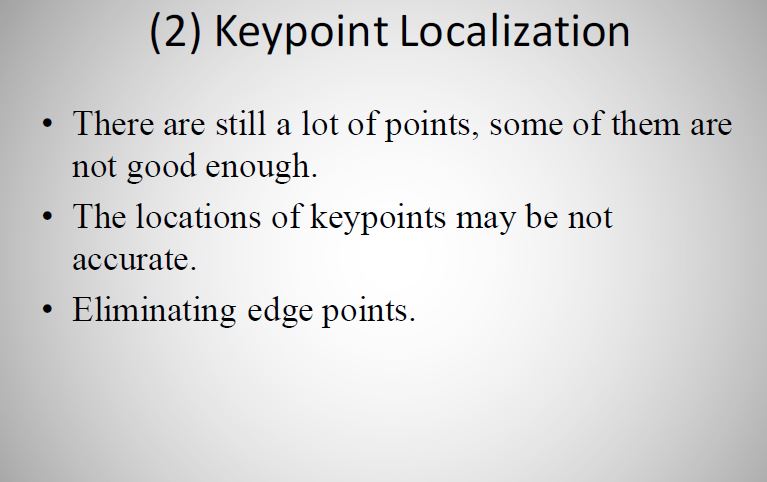 (2) Keypoint Localization
• There are still a lot of points, some of them are
not good enough.
• The locations of keypoints may be not
accurate.
• Eliminating edge points.